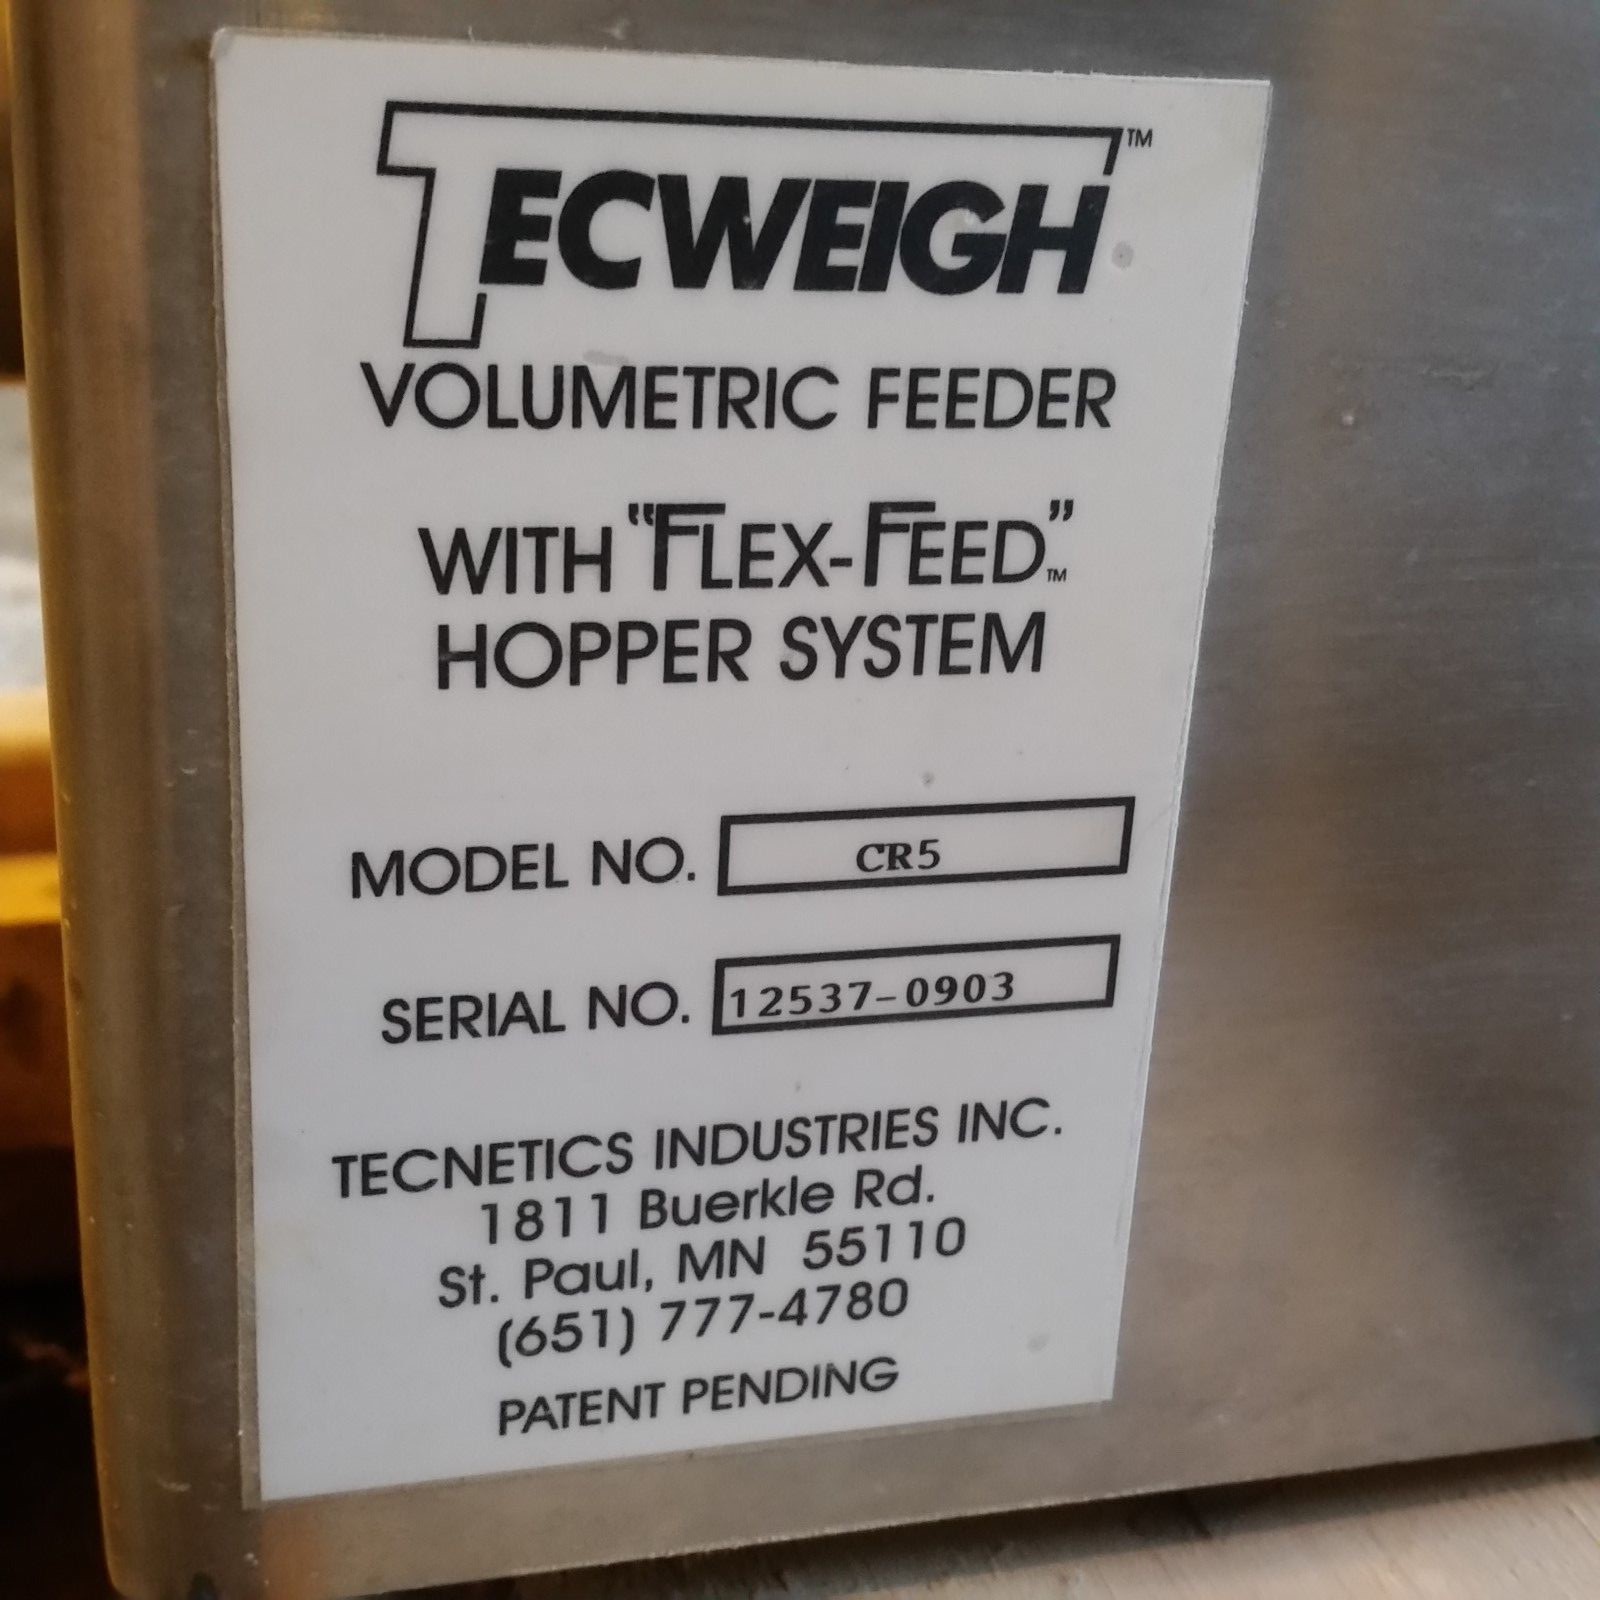 TECWEIGH™
VOLUMETRIC FEEDER
WITH "FLEX-FEED"™
HOPPER SYSTEM
MODEL NO. CR5
SERIAL NO. 12537-0903
TECNETICS INDUSTRIES INC.
1811 Buerkle Rd.
St. Paul, MN 55110
(651) 777-4780
PATENT PENDING